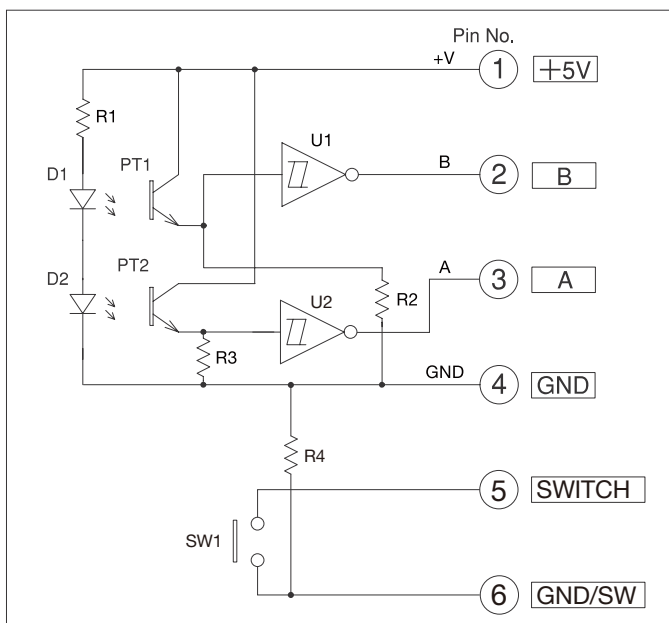 Pin No.
+V 1 +5V
R1
U1
D1 PT1
B 2 B
D2 PT2
A 3 A
U2 R2
R3
GND 4 GND
R4
5 SWITCH
SW1
6 GND/SW